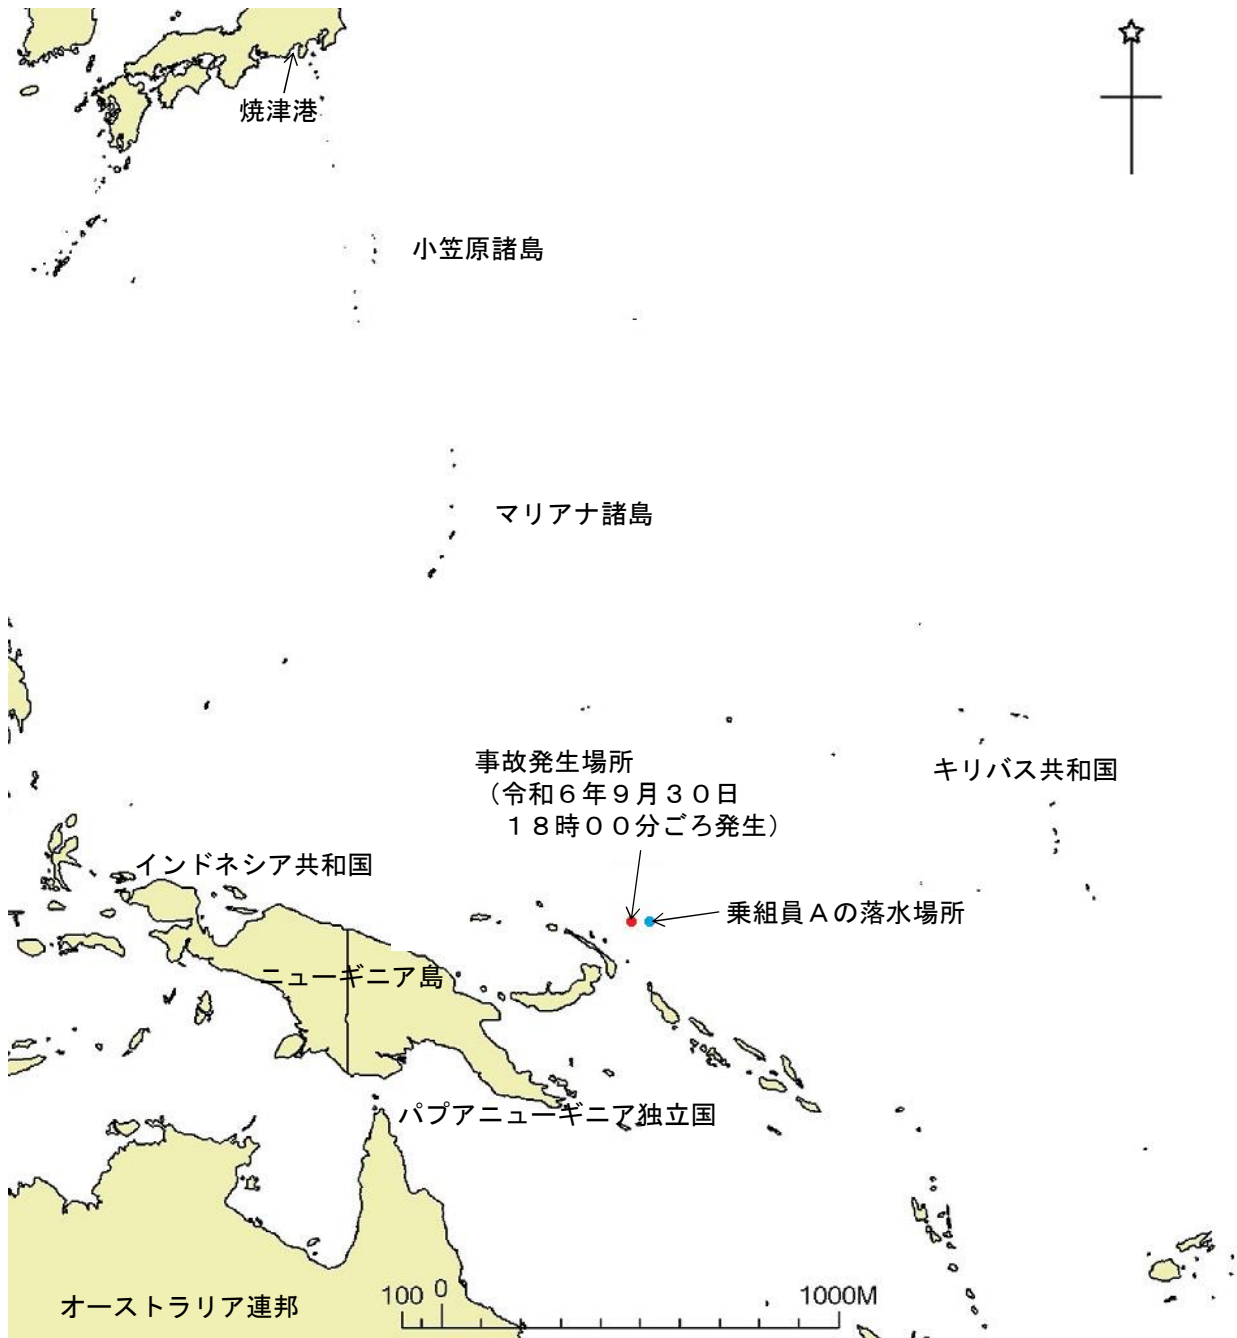 焼津港
小笠原諸島
マリアナ諸島
事故発生場所
（令和６年９月３０日
１８時００分ごろ発生）
キリバス共和国
インドネシア共和国
乗組員Ａの落水場所
ニューギニア島
パプアニューギニア独立国
オーストラリア連邦
100 0 1000M